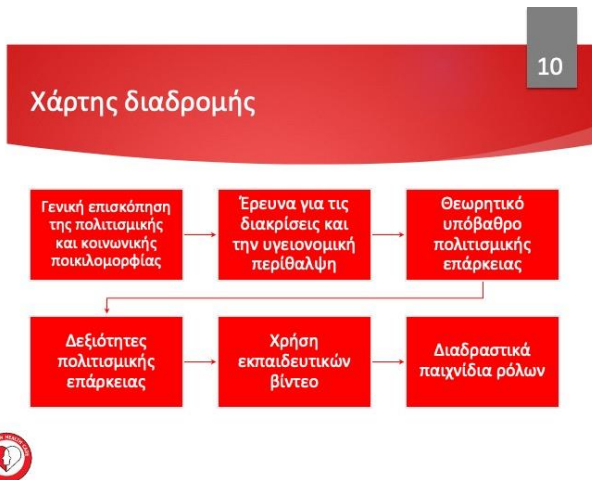 10
Χάρτης διαδρομής
Γενική επισκόπηση
της πολιτισμικής
και κοινωνικής
ποικιλομορφίας
Έρευνα για τις
διακρίσεις και
την υγειονομική
περίθαλψη
Θεωρητικό
υπόβαθρο
πολιτισμικής
επάρκειας
Δεξιότητες
πολιτισμικής
επάρκειας
Χρήση
εκπαιδευτικών
βίντεο
Διαδραστικά
παιχνίδια ρόλων